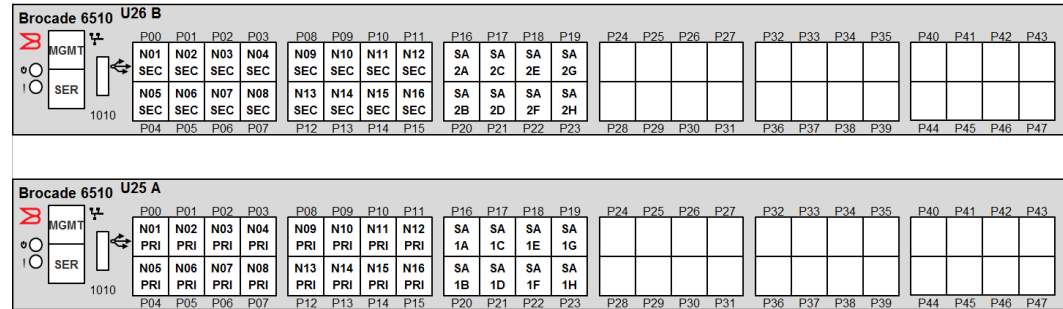 Brocade 6510 U26 B
P00 P01 P02 P03 P08 P09 P10 P11 P16 P17 P18 P19 P24 P25 P26 P27 P32 P33 P34 P35 P40 P41 P42 P43
MGMT N01 N02 N03 N04 N09 N10 N11 N12 SA SA SA SA
SEC SEC SEC SEC SEC SEC SEC SEC 2A 2C 2E 2G
! SER N05 N06 N07 N08 N13 N14 N15 N16 SA SA SA SA
1010 SEC SEC SEC SEC SEC SEC SEC SEC 2B 2D 2F 2H
P04 P05 P06 P07 P12 P13 P14 P15 P20 P21 P22 P23 P28 P29 P30 P31 P36 P37 P38 P39 P44 P45 P46 P47
Brocade 6510 U25 A
P00 P01 P02 P03 P08 P09 P10 P11 P16 P17 P18 P19 P24 P25 P26 P27 P32 P33 P34 P35 P40 P41 P42 P43
MGMT N01 N02 N03 N04 N09 N10 N11 N12 SA SA SA SA
PRI PRI PRI PRI PRI PRI PRI PRI 1A 1C 1E 1G
! SER N05 N06 N07 N08 N13 N14 N15 N16 SA SA SA SA
1010 PRI PRI PRI PRI PRI PRI PRI PRI 1B 1D 1F 1H
P04 P05 P06 P07 P12 P13 P14 P15 P20 P21 P22 P23 P28 P29 P30 P31 P36 P37 P38 P39 P44 P45 P46 P47